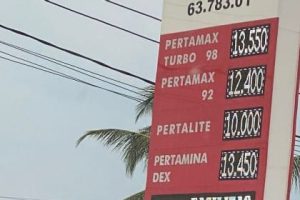 63.783.01
PERTAMAX 13.550
TURBO 98
PERTAMAX 12.400
92
PERTALITE 10.000
PERTAMINA 13.450
DEX